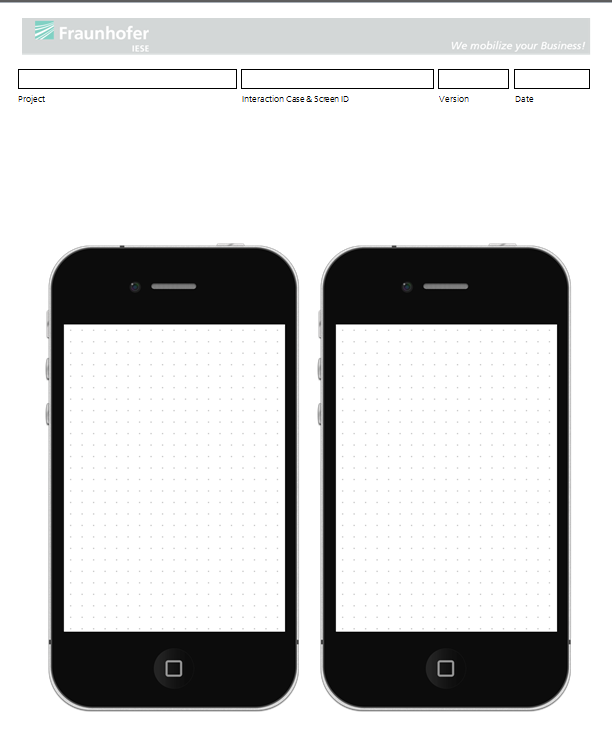 Fraunhofer
IESE
We mobilize your Business!
Project
Interaction Case & Screen ID
Version
Date